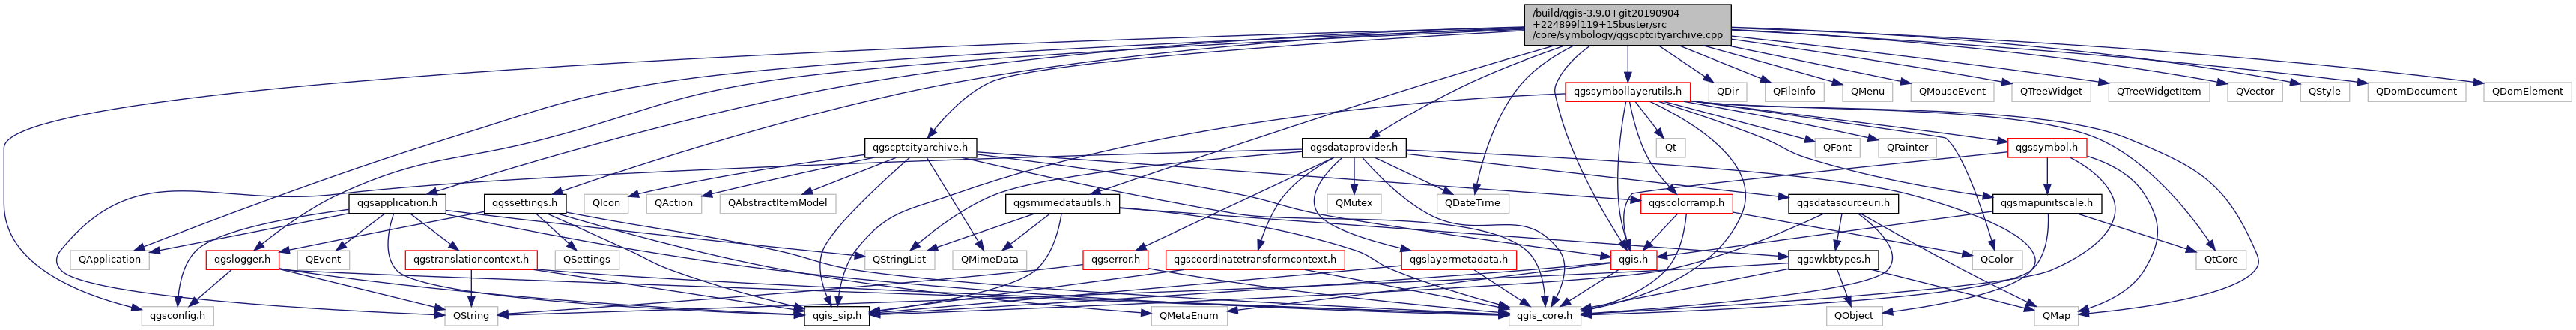 /build/qgis-3.9.0+git20190904
+224899f119+15buster/src
/core/symbology/qgscptcityarchive.cpp
qgssymbollayerutils.h
QDir
QFileInfo
QMenu
QMouseEvent
QTreeWidget
QTreeWidgetItem
QVector
QStyle
QDomDocument
QDomElement
qgscptcityarchive.h
qgsdataprovider.h
Qt
QFont
QPainter
qgssymbol.h
qgsapplication.h
qgssettings.h
QIcon
QAction
QAbstractItemModel
qgsmimedatautils.h
QMutex
QDateTime
qgscolorramp.h
qgsdatasourceuri.h
qgsmapunitscale.h
QApplication
qgslogger.h
QEvent
qgstranslationcontext.h
QSettings
QStringList
QMimeData
qgserror.h
qgscoordinatetransformcontext.h
qgslayermetadata.h
qgis.h
qgswkbtypes.h
QColor
QtCore
qgsconfig.h
QString
qgis_sip.h
QMetaEnum
qgis_core.h
QObject
QMap